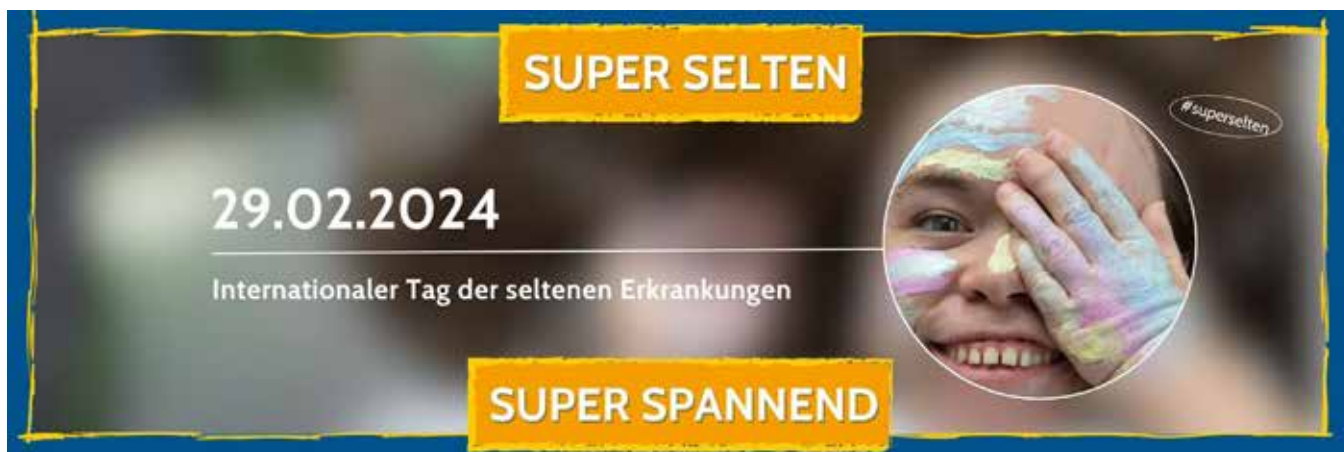 SUPER SELTEN
#superselten
29.02.2024
Internationaler Tag der seltenen Erkrankungen
SUPER SPANNEND